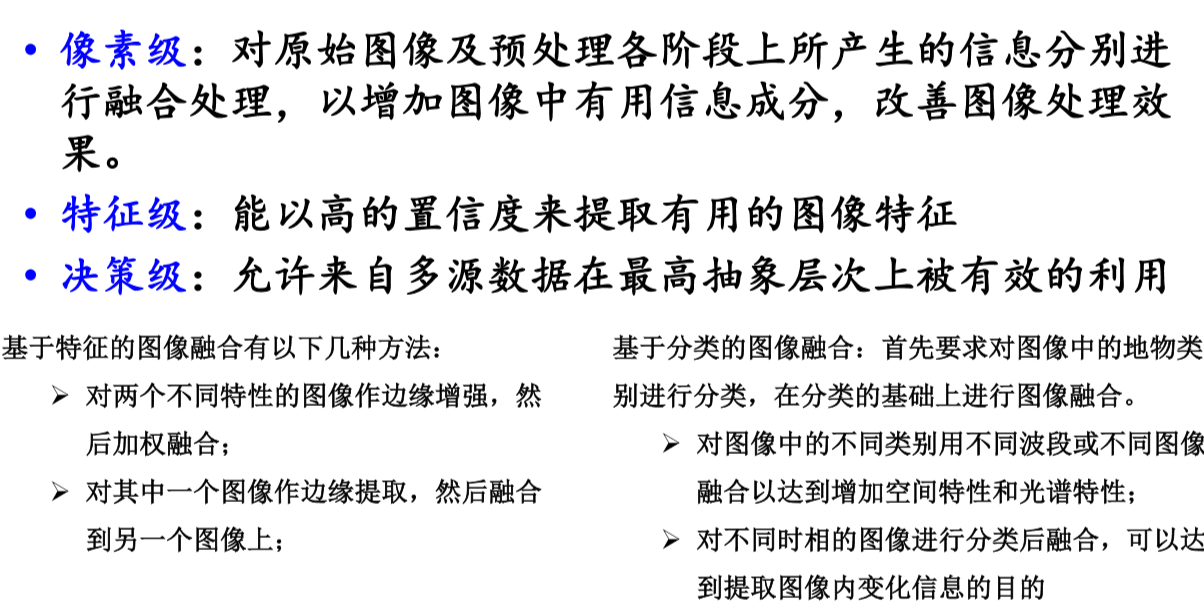 • 像素级：对原始图像及预处理各阶段上所产生的信息分别进
行融合处理，以增加图像中有用信息成分，改善图像处理效
果。
• 特征级：能以高的置信度来提取有用的图像特征
• 决策级：允许来自多源数据在最高抽象层次上被有效的利用
基于特征的图像融合有以下几种方法：
➢ 对两个不同特性的图像作边缘增强，然
后加权融合；
➢ 对其中一个图像作边缘提取，然后融合
到另一个图像上；
基于分类的图像融合：首先要求对图像中的地物类
别进行分类，在分类的基础上进行图像融合。
➢ 对图像中的不同类别用不同波段或不同图像
融合以达到增加空间特性和光谱特性；
➢ 对不同时相的图像进行分类后融合，可以达
到提取图像内变化信息的目的